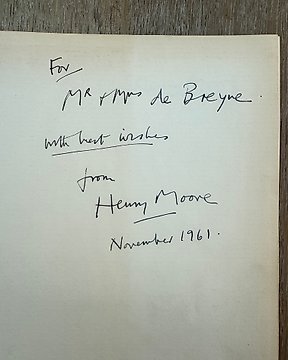 For
Mr & Mrs de Breyne.
with best wishes
from
Henry Moore
November 1961.